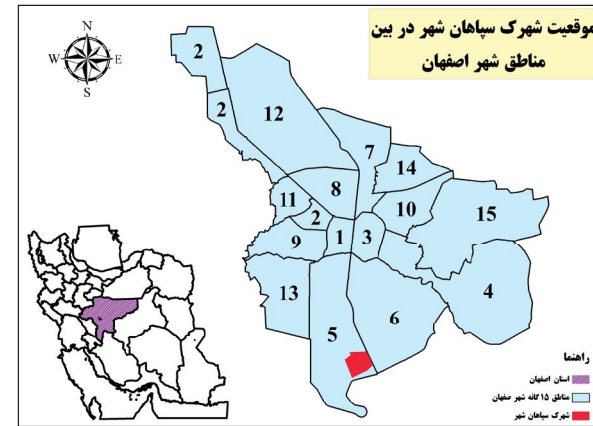 موقعیت شهرک سپاهان شهر در بین
مناطق شهر اصفهان
N
W E
S
2
2
12
7
14
8
11
2
10
15
9
1
3
13
4
5
6
راهنما
استان اصفهان
مناطق ۱۵ گانه شهر صفهان
شهرک سپاهان شهر